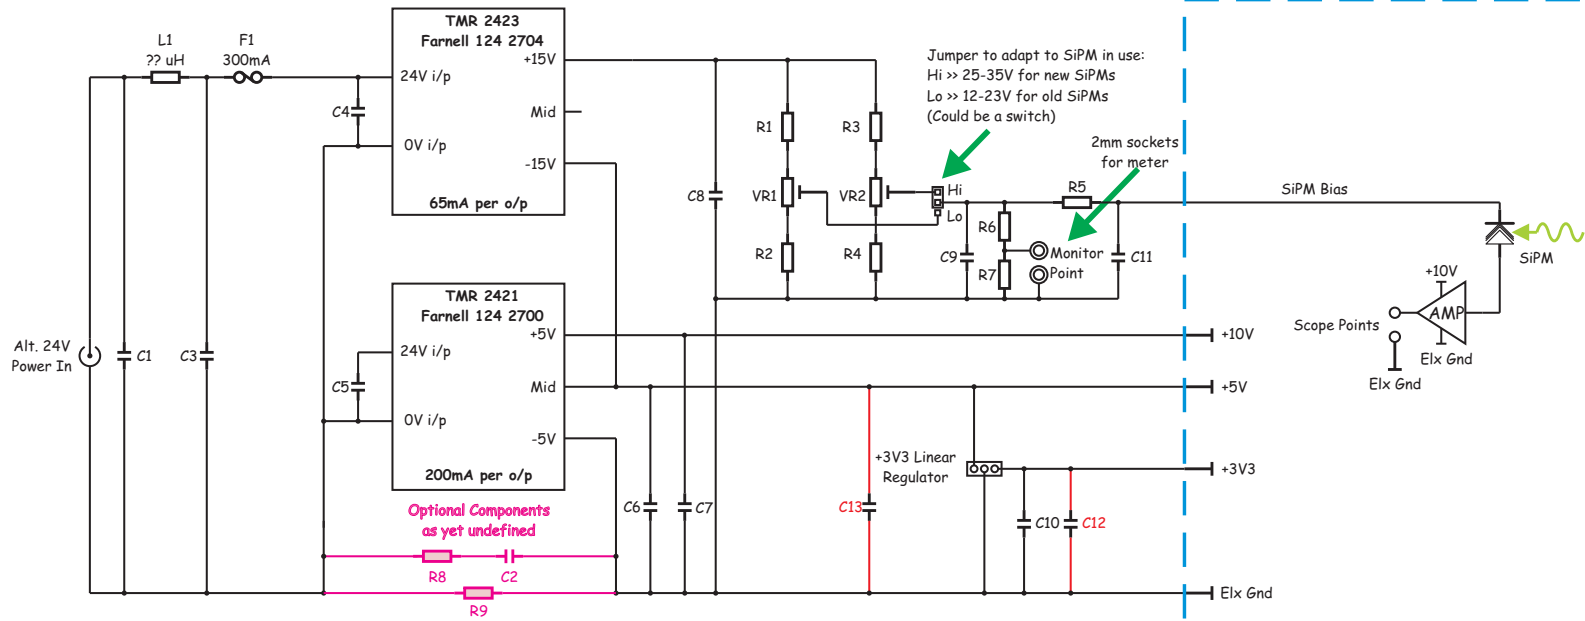 L1
?? uH
F1
300mA
TMR 2423
Farnell 124 2704
+15V
24V i/p
C4
Mid
0V i/p
-15V
65mA per o/p
Jumper to adapt to SiPM in use:
Hi >> 25-35V for new SiPMs
Lo >> 12-23V for old SiPMs
(Could be a switch)
2mm sockets
for meter
R1
R3
C8
VR1
VR2
Hi
Lo
R5
SiPM Bias
R2
R4
R6
C9
R7
Monitor
Point
C11
SiPM
+10V
AMP
Scope Points
Elx Gnd
Elx Gnd
TMR 2421
Farnell 124 2700
+5V
24V i/p
C5
Mid
0V i/p
-5V
200mA per o/p
Alt. 24V
Power In
C1
C3
+10V
+5V
+3V3 Linear
Regulator
+3V3
C6
C7
C13
C10
C12
Optional Components
as yet undefined
R8
C2
R9
Elx Gnd